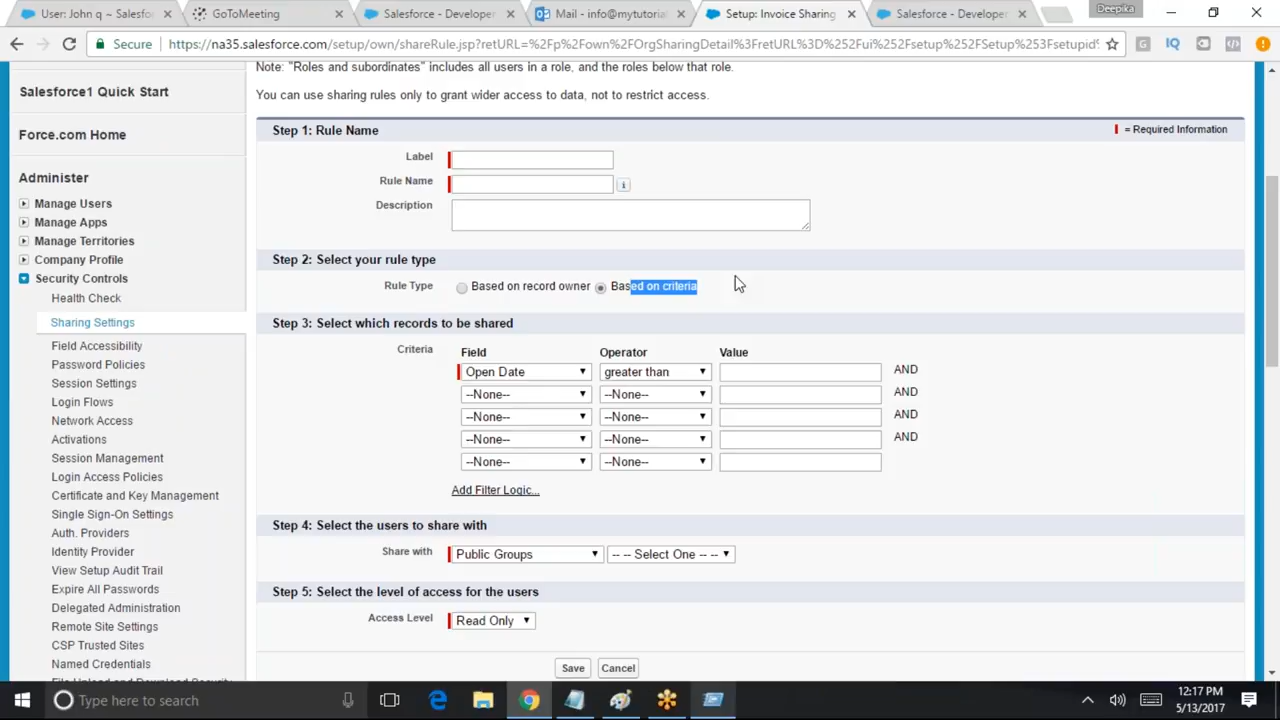 User: John q ~ Salesfo
GoToMeeting
Salesforce - Developer
Mail - info@mytutorial
Setup: Invoice Sharing
Salesforce - Developer
Deepika
Secure
https://na35.salesforce.com/setup/own/shareRule.jsp?retURL=%2Fp%2Fown%2FOrgSharingDetail%3FretURL%3D%252Fui%252Fsetup%252FSetup%253Fsetupid%
Note: "Roles and subordinates" includes all users in a role, and the roles below that role.
You can use sharing rules only to grant wider access to data, not to restrict access.
Salesforce1 Quick Start
Force.com Home
Administer
Manage Users
Manage Apps
Manage Territories
Company Profile
Security Controls
Health Check
Sharing Settings
Field Accessibility
Password Policies
Session Settings
Login Flows
Network Access
Activations
Session Management
Login Access Policies
Certificate and Key Management
Single Sign-On Settings
Auth. Providers
Identity Provider
View Setup Audit Trail
Expire All Passwords
Delegated Administration
Remote Site Settings
CSP Trusted Sites
Named Credentials
Step 1: Rule Name
= Required Information
Label
Rule Name
i
Description
Step 2: Select your rule type
Rule Type Based on record owner Based on criteria
Step 3: Select which records to be shared
Criteria Field Operator Value
Open Date greater than AND
--None-- --None-- AND
--None-- --None-- AND
--None-- --None-- AND
--None-- --None--
Add Filter Logic...
Step 4: Select the users to share with
Share with Public Groups -- -- Select One -- --
Step 5: Select the level of access for the users
Access Level Read Only
Save Cancel
Type here to search
12:17 PM
5/13/2017